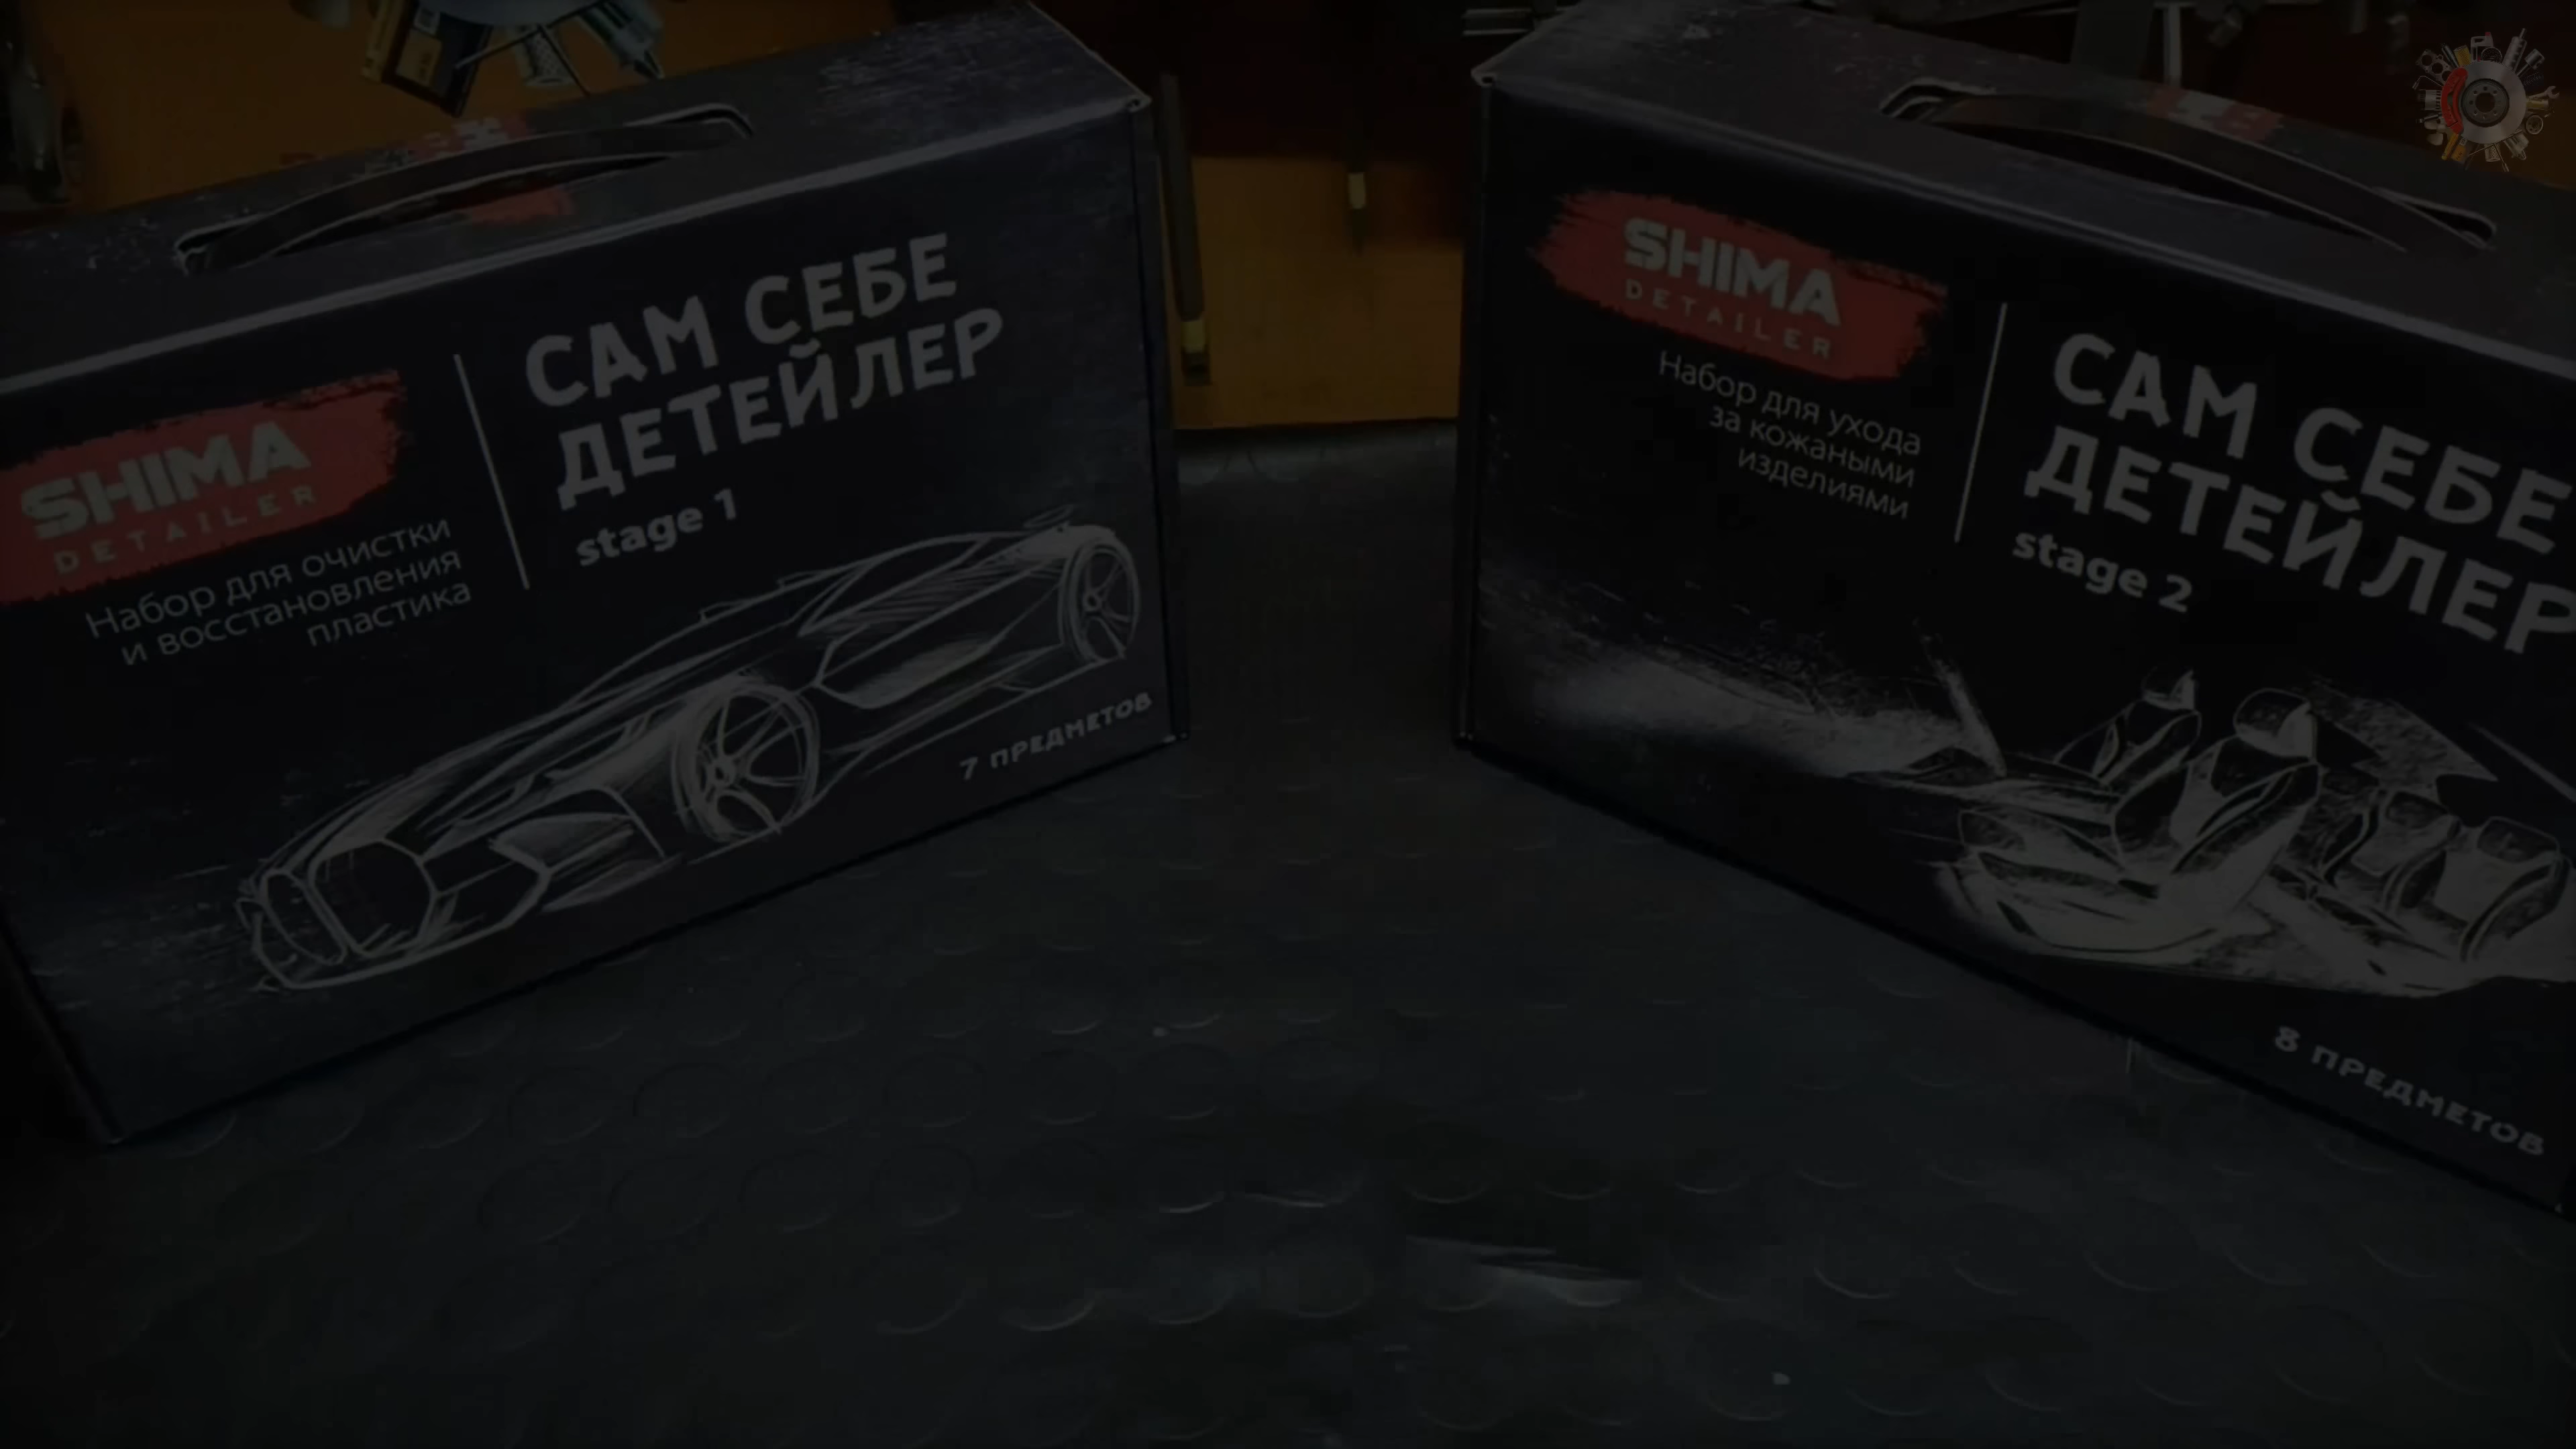 SHIMA
DETAILER
Набор для очистки
и восстановления
пластика
САМ СЕБЕ
ДЕТЕЙЛЕР
stage 1
7 ПРЕДМЕТОВ
SHIMA
DETAILER
Набор для ухода
за кожаными
изделиями
САМ СЕБЕ
ДЕТЕЙЛЕР
stage 2
8 ПРЕДМЕТОВ